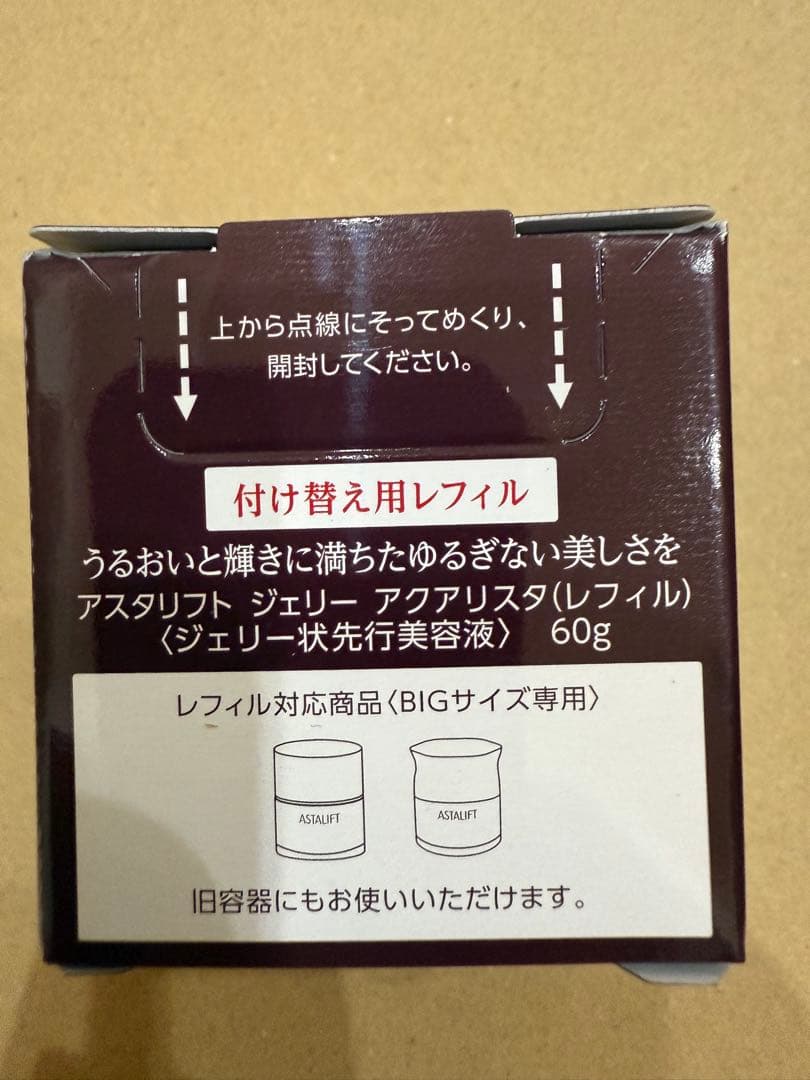 上から点線にそってめくり、
開封してください。
付け替え用レフィル
うるおいと輝きに満ちたゆるぎない美しさを
アスタリフト ジェリー アクアリスタ(レフィル)
〈ジェリー状先行美容液〉 60g
レフィル対応商品〈BIGサイズ専用〉
ASTALIFT
ASTALIFT
旧容器にもお使いいただけます。